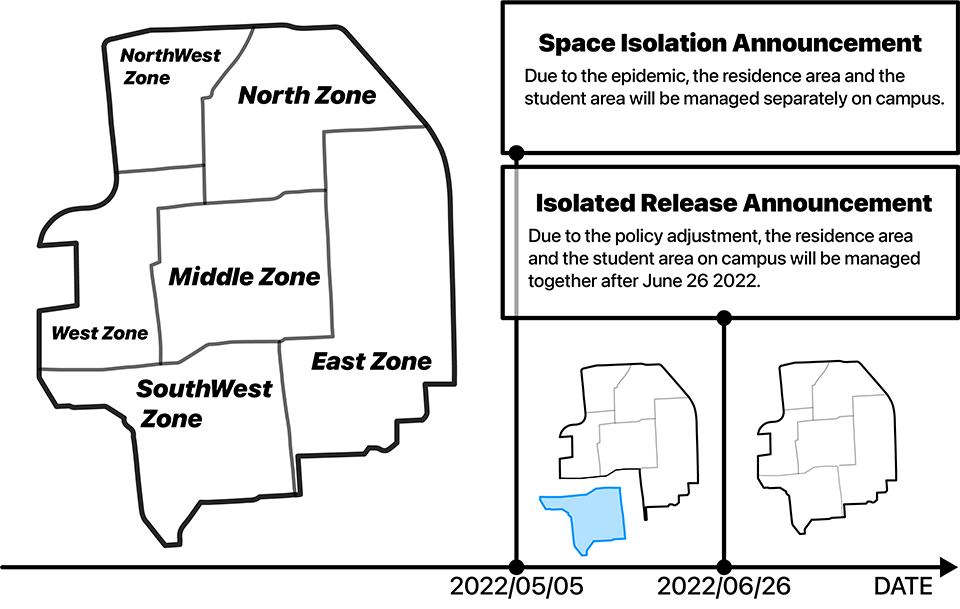 NorthWest
Zone
North Zone
Middle Zone
West Zone
East Zone
SouthWest
Zone
Space Isolation Announcement
Due to the epidemic, the residence area and the
student area will be managed separately on campus.
Isolated Release Announcement
Due to the policy adjustment, the residence area
and the student area on campus will be managed
together after June 26 2022.
2022/05/05
2022/06/26
DATE